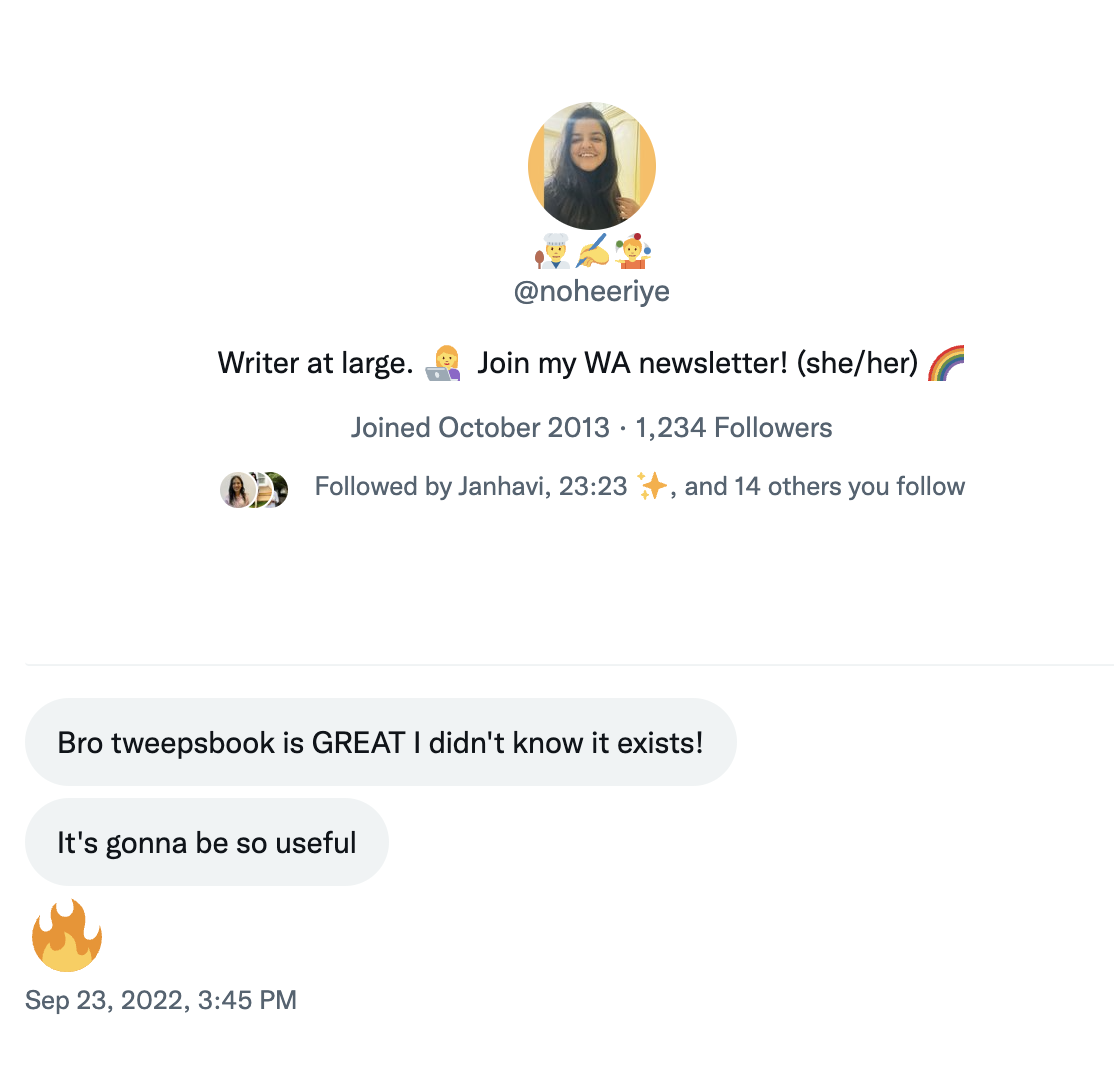 👨‍🍳✍️🤹
@noheeriye
Writer at large. 👩‍💻 Join my WA newsletter! (she/her) 🌈
Joined October 2013 · 1,234 Followers
Followed by Janhavi, 23:23 ✨, and 14 others you follow
Bro tweepsbook is GREAT I didn't know it exists!
It's gonna be so useful
🔥
Sep 23, 2022, 3:45 PM